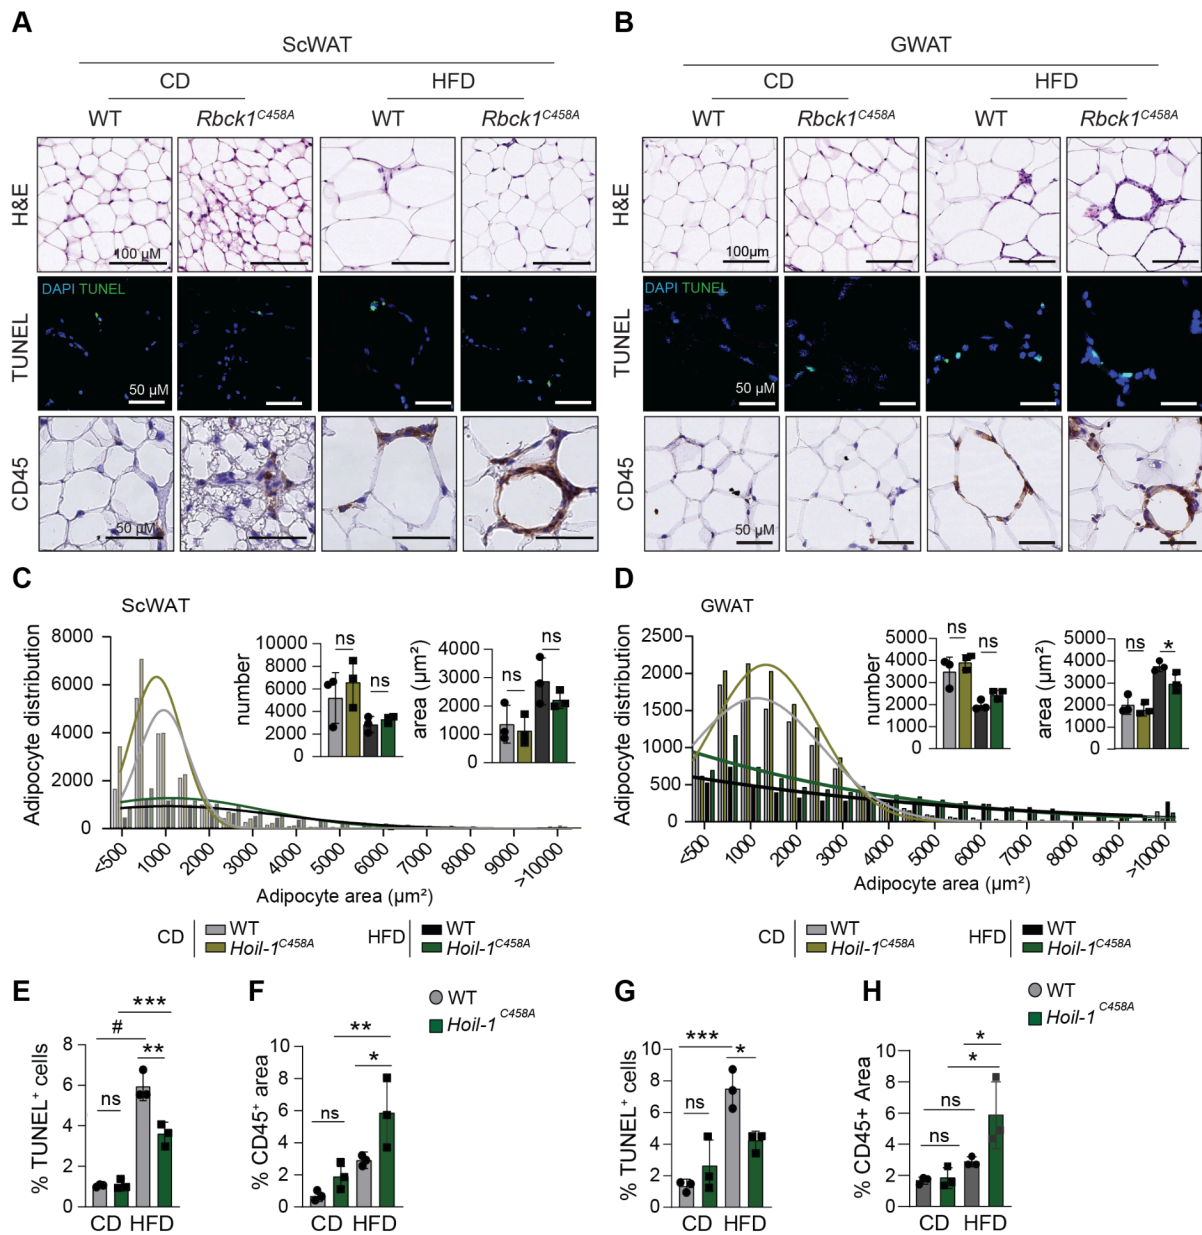 A
ScWAT
CD
HFD
WT
Rbck1C458A
WT
Rbck1C458A
H&E
100 µM
DAPI TUNEL
TUNEL
50 µM
CD45
50 µM
B
GWAT
CD
HFD
WT
Rbck1C458A
WT
Rbck1C458A
H&E
100µm
DAPI TUNEL
TUNEL
50 µM
CD45
50 µM
C
ScWAT
Adipocyte distribution
8000
6000
4000
2000
0
<500
1000
2000
3000
4000
5000
6000
7000
8000
9000
>10000
Adipocyte area (µm²)
number
10000
8000
6000
4000
2000
0
ns
ns
area (µm²)
4000
3000
2000
1000
0
ns
ns
CD
WT
Hoil-1C458A
HFD
WT
Hoil-1C458A
D
GWAT
Adipocyte distribution
2500
2000
1500
1000
500
0
<500
1000
2000
3000
4000
5000
6000
7000
8000
9000
>10000
Adipocyte area (µm²)
number
5000
4000
3000
2000
1000
0
ns
ns
area (µm²)
5000
4000
3000
2000
1000
0
ns
*
CD
WT
Hoil-1C458A
HFD
WT
Hoil-1C458A
E
% TUNEL+ cells
8
6
4
2
0
***
#
**
ns
CD HFD
F
% CD45+ area
10
8
6
4
2
0
**
*
ns
CD HFD
WT
Hoil-1 C458A
G
% TUNEL+ cells
10
8
6
4
2
0
***
*
ns
CD HFD
H
% CD45+ Area
10
8
6
4
2
0
*
*
ns
ns
CD HFD
WT
Hoil-1 C458A